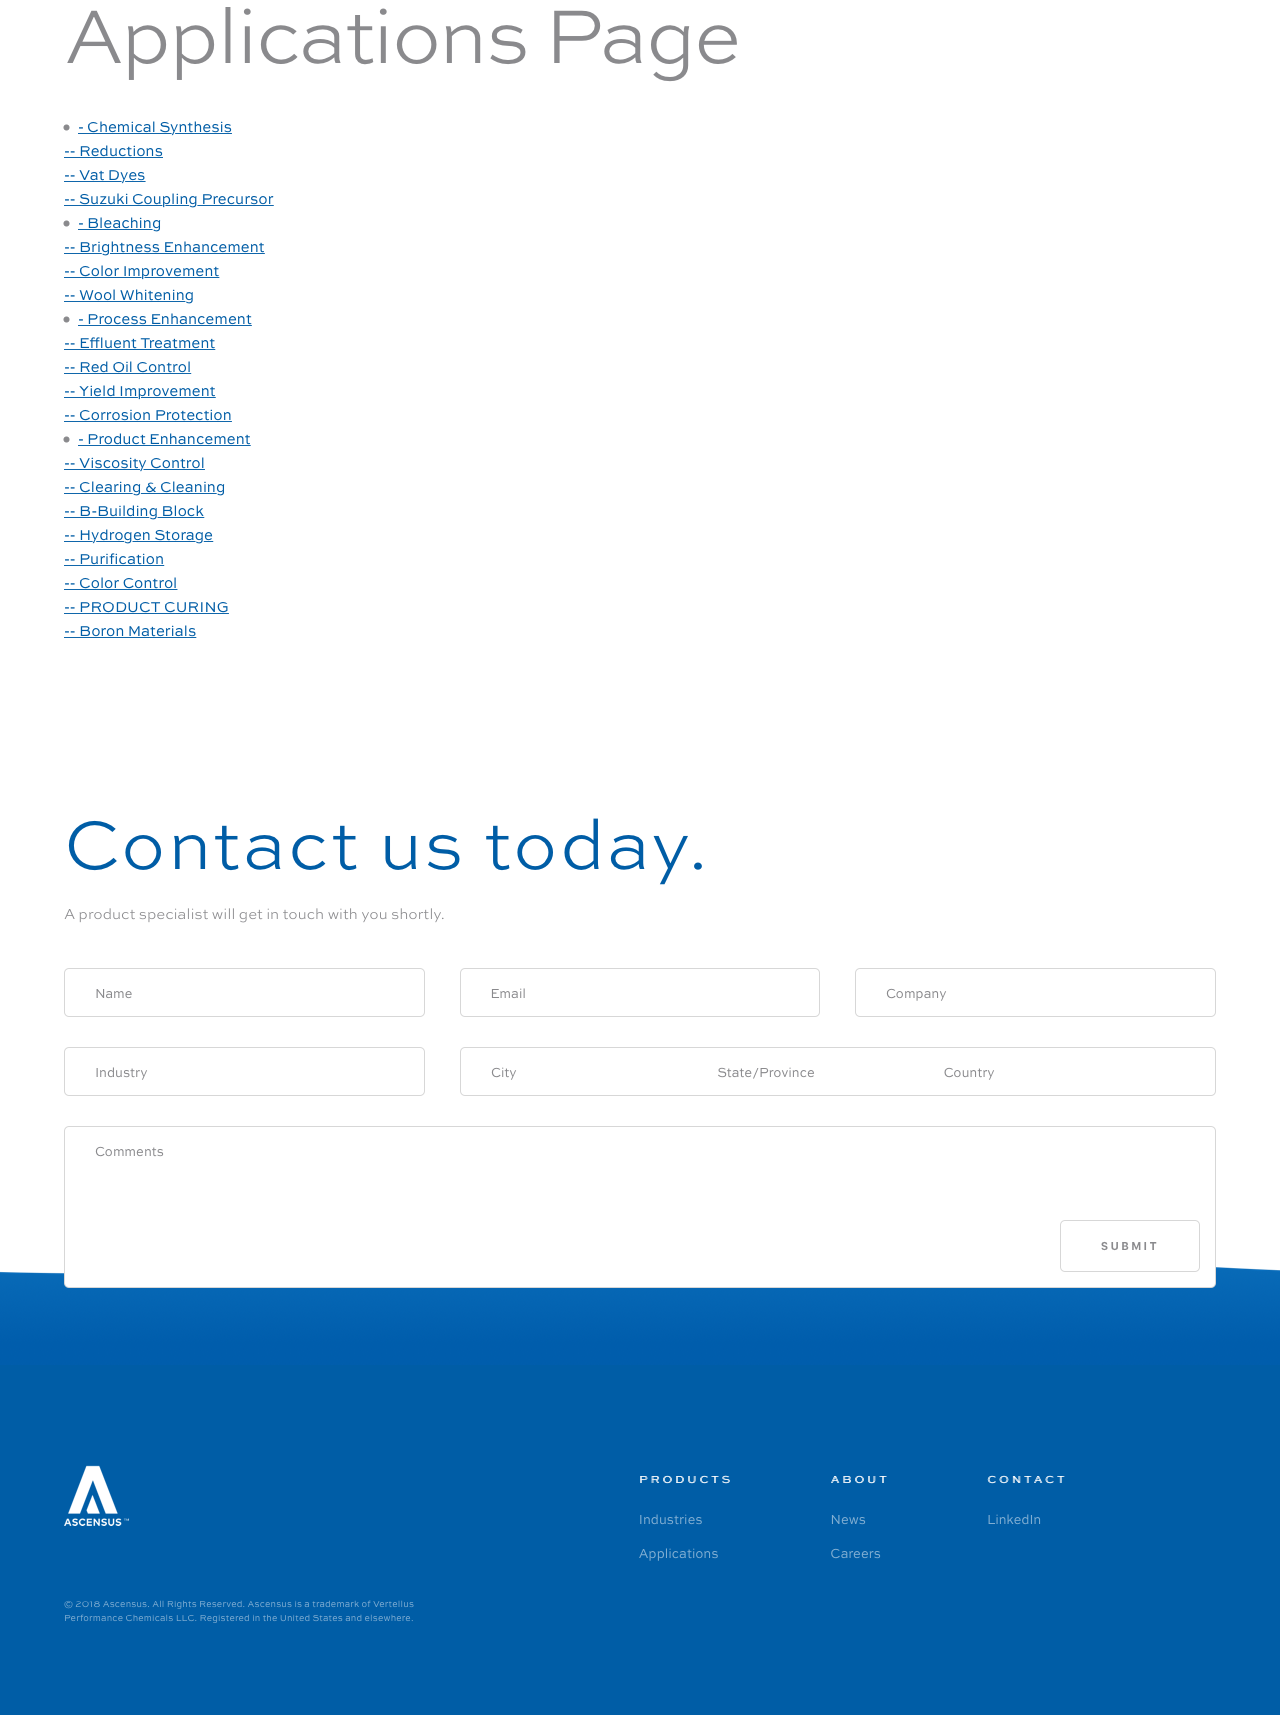 Applications Page
- Chemical Synthesis
-- Reductions
-- Vat Dyes
-- Suzuki Coupling Precursor
- Bleaching
-- Brightness Enhancement
-- Color Improvement
-- Wool Whitening
- Process Enhancement
-- Effluent Treatment
-- Red Oil Control
-- Yield Improvement
-- Corrosion Protection
- Product Enhancement
-- Viscosity Control
-- Clearing & Cleaning
-- B-Building Block
-- Hydrogen Storage
-- Purification
-- Color Control
-- PRODUCT CURING
-- Boron Materials
Contact us today.
A product specialist will get in touch with you shortly.
Name Email Company
Industry City State/Province Country
Comments
SUBMIT
ASCENSUS™
PRODUCTS ABOUT CONTACT
Industries News LinkedIn
Applications Careers
© 2018 Ascensus. All Rights Reserved. Ascensus is a trademark of Vertellus
Performance Chemicals LLC. Registered in the United States and elsewhere.